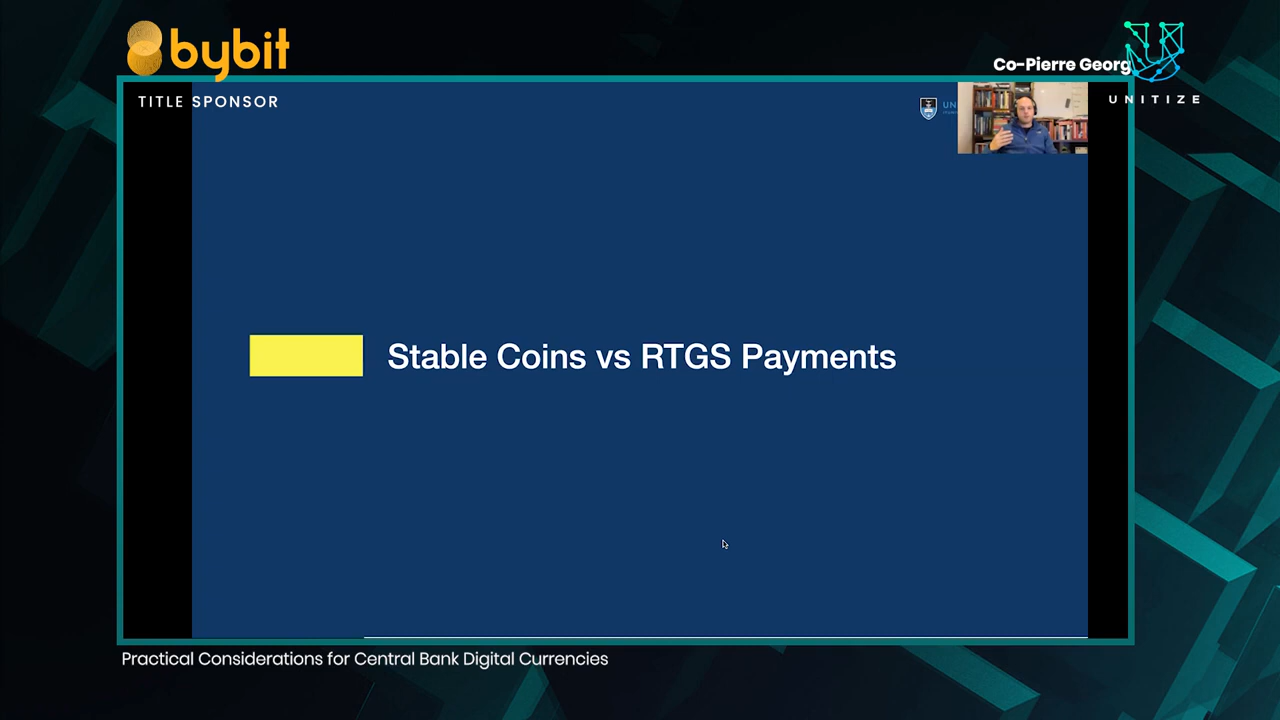 bybit
Co-Pierre Georg
TITLE SPONSOR
UNITIZE
UN
Stable Coins vs RTGS Payments
Practical Considerations for Central Bank Digital Currencies